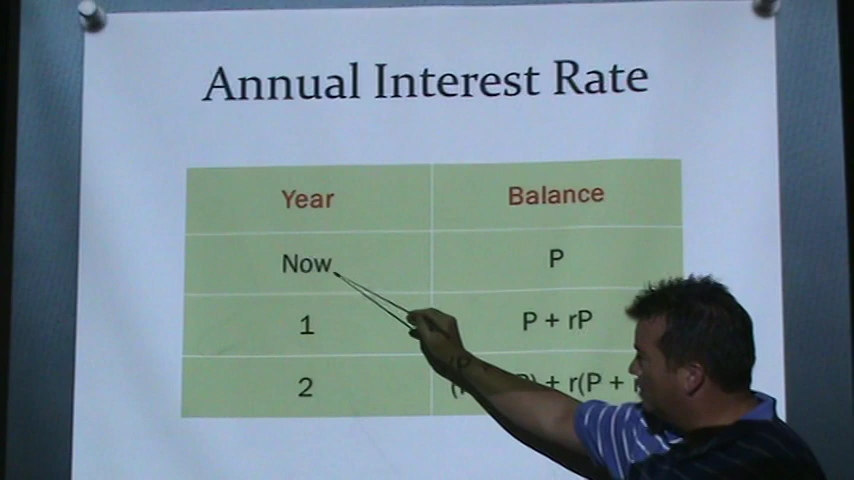 Annual Interest Rate
Year Balance
Now P
1 P + rP
2 + r(P +